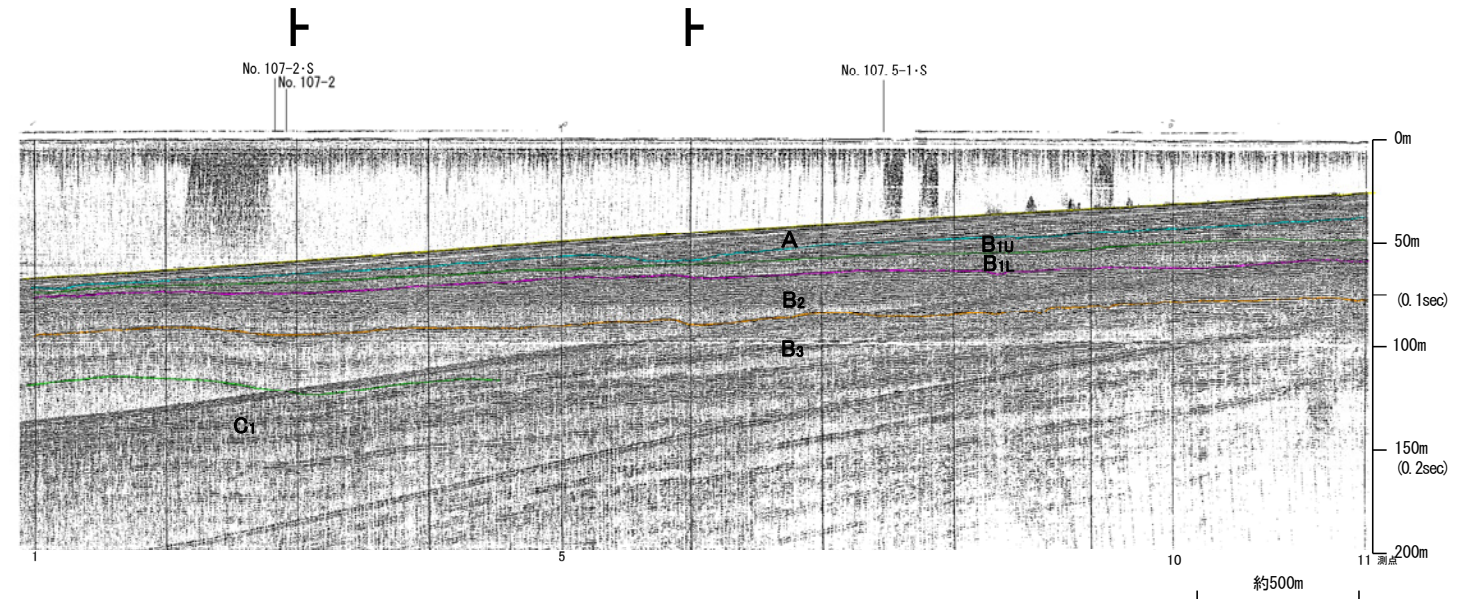 No.107-2・S
No.107-2
No.107.5-1・S
0m
A
B1U
50m
B1L
B2
(0.1sec)
B3
100m
C1
150m
(0.2sec)
200m
1
5
10
11
測点
約500m